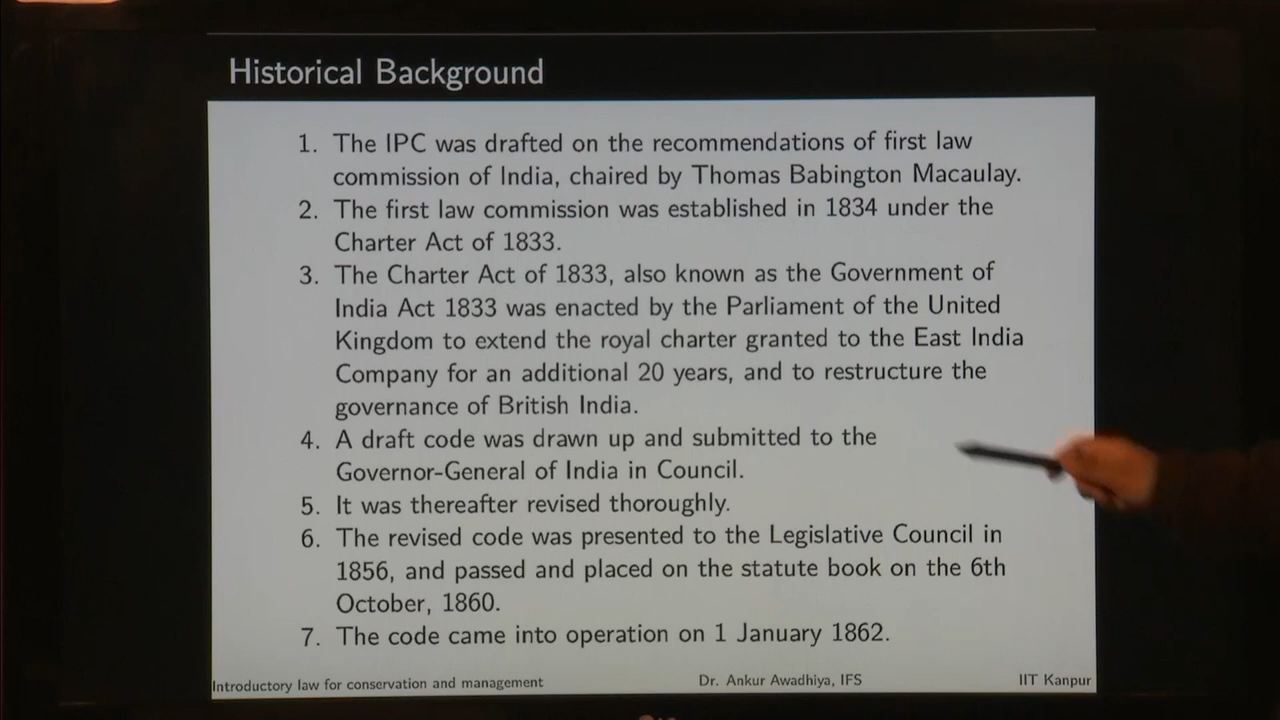 Historical Background
1. The IPC was drafted on the recommendations of first law
commission of India, chaired by Thomas Babington Macaulay.
2. The first law commission was established in 1834 under the
Charter Act of 1833.
3. The Charter Act of 1833, also known as the Government of
India Act 1833 was enacted by the Parliament of the United
Kingdom to extend the royal charter granted to the East India
Company for an additional 20 years, and to restructure the
governance of British India.
4. A draft code was drawn up and submitted to the
Governor-General of India in Council.
5. It was thereafter revised thoroughly.
6. The revised code was presented to the Legislative Council in
1856, and passed and placed on the statute book on the 6th
October, 1860.
7. The code came into operation on 1 January 1862.
Introductory law for conservation and management Dr. Ankur Awadhiya, IFS IIT Kanpur